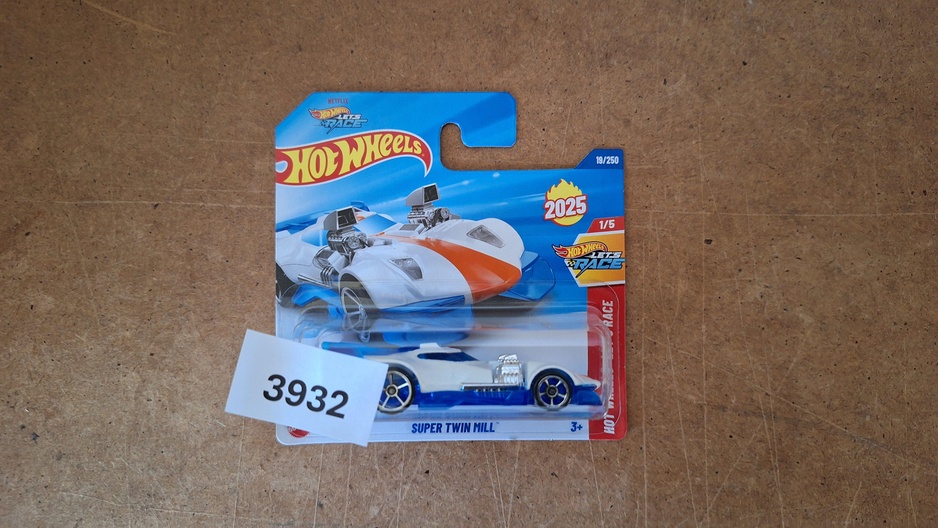 NETFLIX
HOT WHEELS
LET'S
RACE
HOT WHEELS
19/250
2025
1/5
HOT WHEELS
LET'S
RACE
3932
SUPER TWIN MILL™
3+